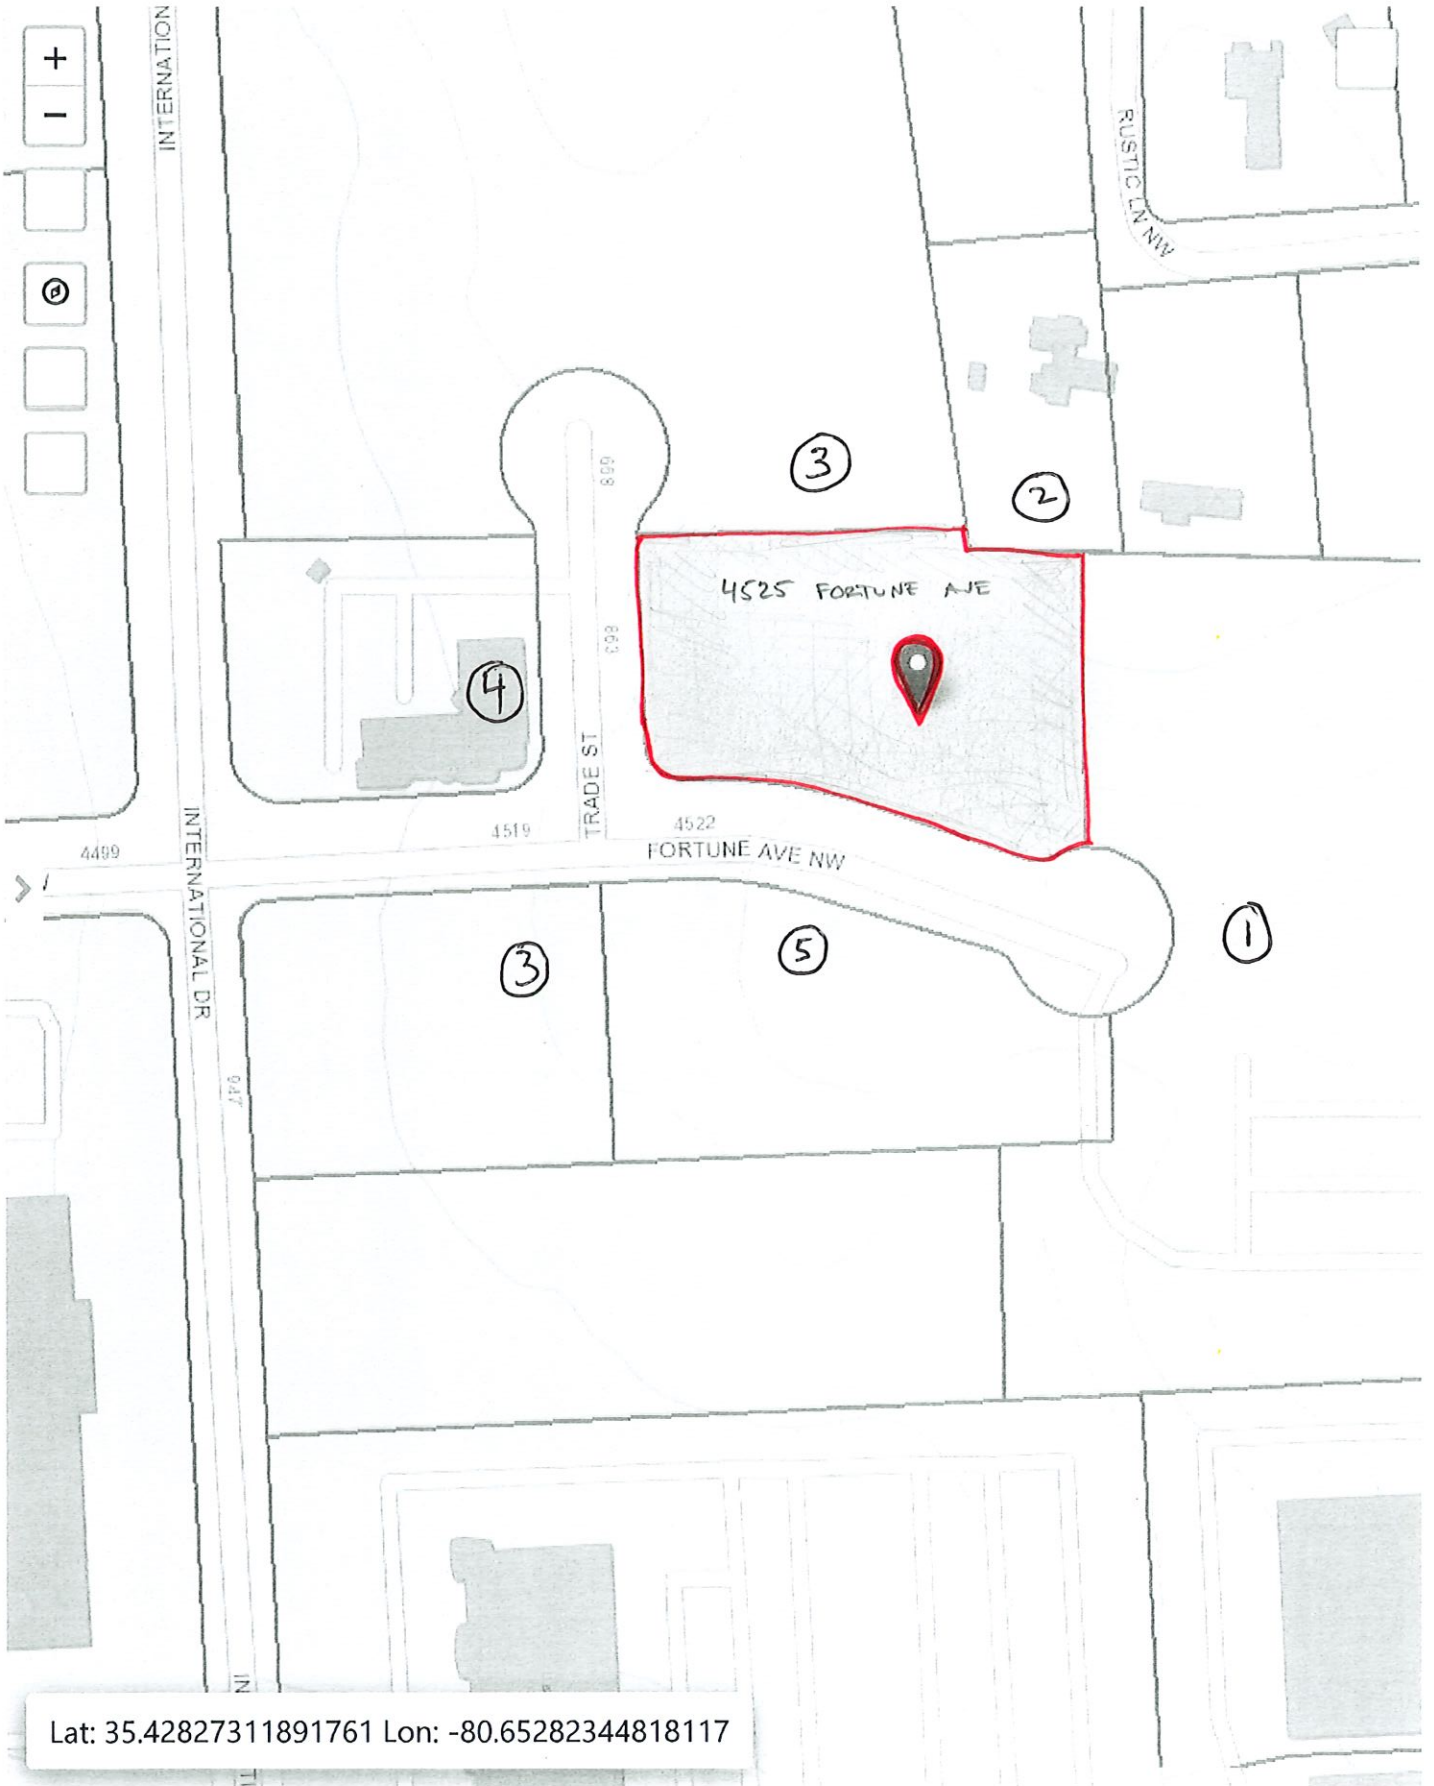 +
INTERNATION
−
RUSTIC LN NW
3
899
2
4525 FORTUNE AVE
893
4
TRADE ST
4522
4519
FORTUNE AVE NW
4499
INTERNATIONAL DR
1
5
3
947
IN
Lat: 35.42827311891761 Lon: -80.65282344818117